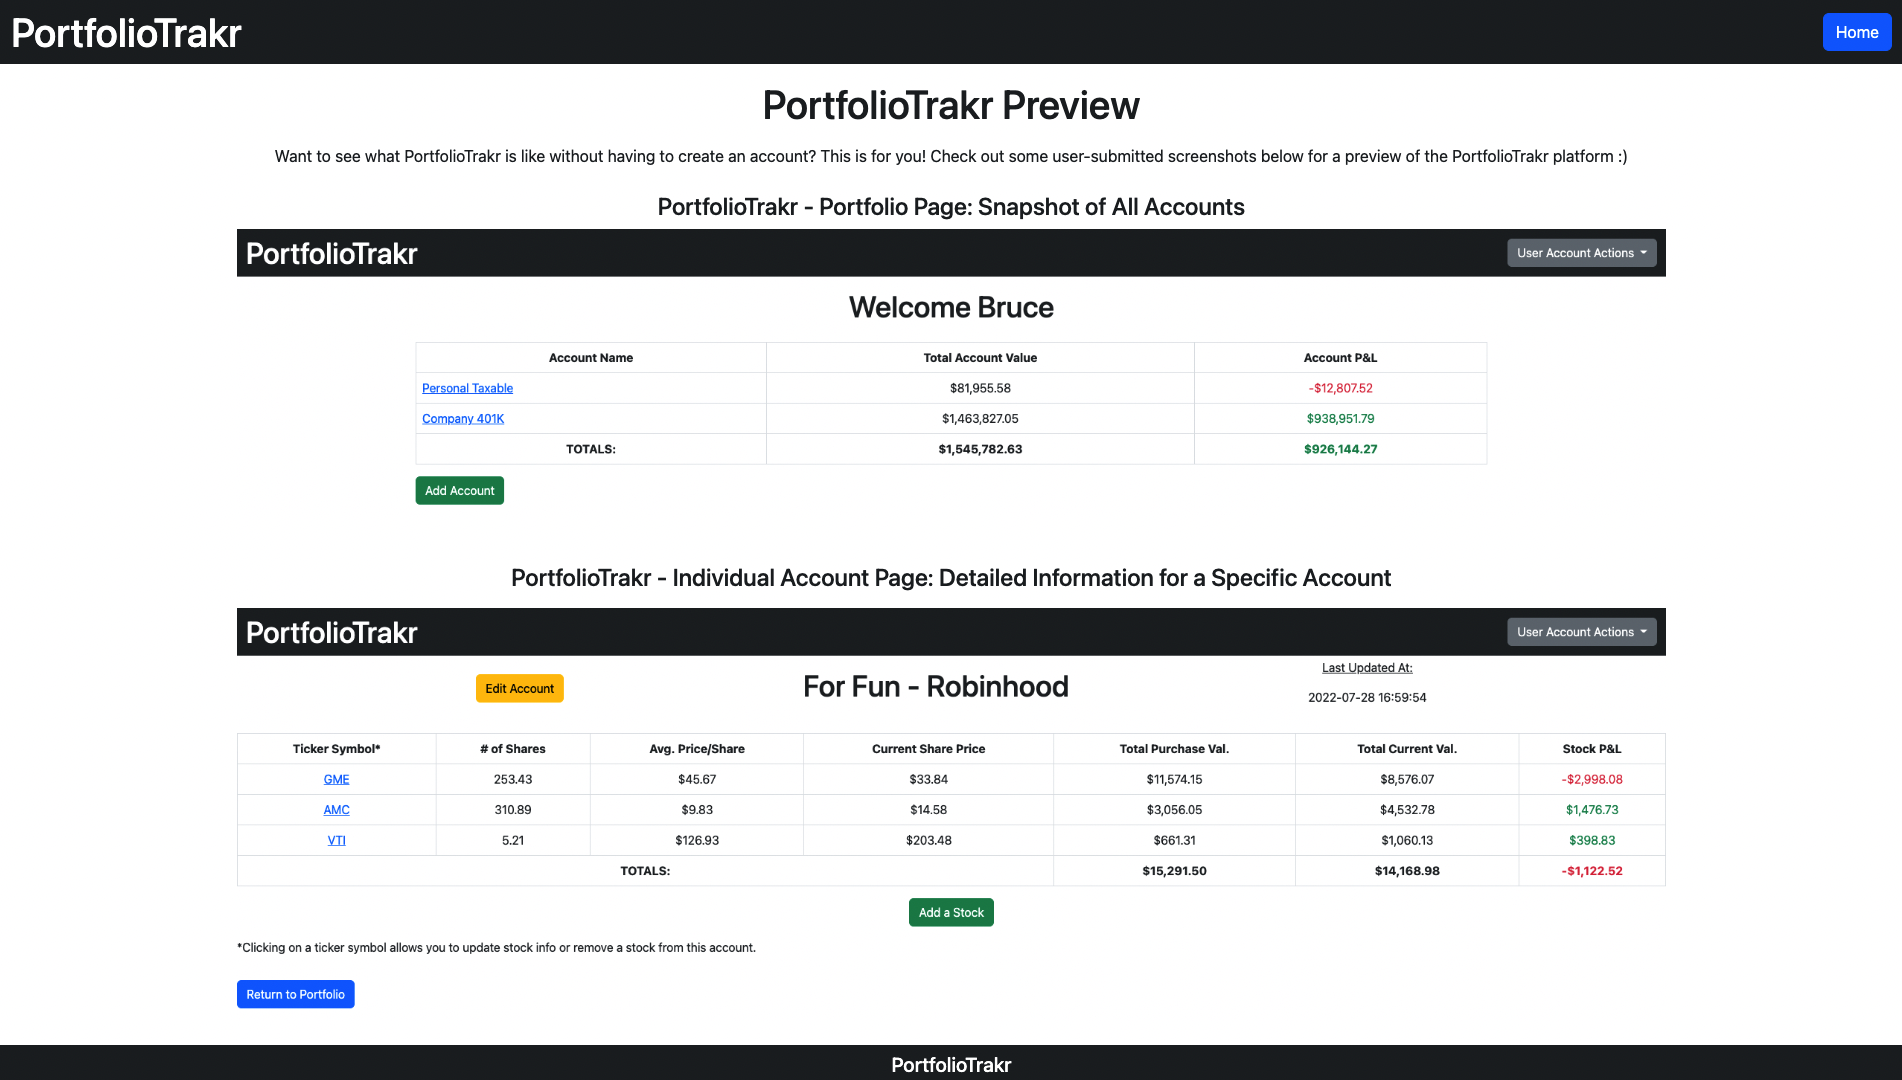 PortfolioTrakr Home
PortfolioTrakr Preview
Want to see what PortfolioTrakr is like without having to create an account? This is for you! Check out some user-submitted screenshots below for a preview of the PortfolioTrakr platform :)
PortfolioTrakr - Portfolio Page: Snapshot of All Accounts
PortfolioTrakr User Account Actions
Welcome Bruce
Account Name Total Account Value Account P&L
Personal Taxable $81,955.58 -$12,807.52
Company 401K $1,463,827.05 $938,951.79
TOTALS: $1,545,782.63 $926,144.27
Add Account
PortfolioTrakr - Individual Account Page: Detailed Information for a Specific Account
PortfolioTrakr User Account Actions
Last Updated At:
Edit Account For Fun - Robinhood
2022-07-28 16:59:54
Ticker Symbol* # of Shares Avg. Price/Share Current Share Price Total Purchase Val. Total Current Val. Stock P&L
GME 253.43 $45.67 $33.84 $11,574.15 $8,576.07 -$2,998.08
AMC 310.89 $9.83 $14.58 $3,056.05 $4,532.78 $1,476.73
VTI 5.21 $126.93 $203.48 $661.31 $1,060.13 $398.83
TOTALS: $15,291.50 $14,168.98 -$1,122.52
Add a Stock
*Clicking on a ticker symbol allows you to update stock info or remove a stock from this account.
Return to Portfolio
PortfolioTrakr